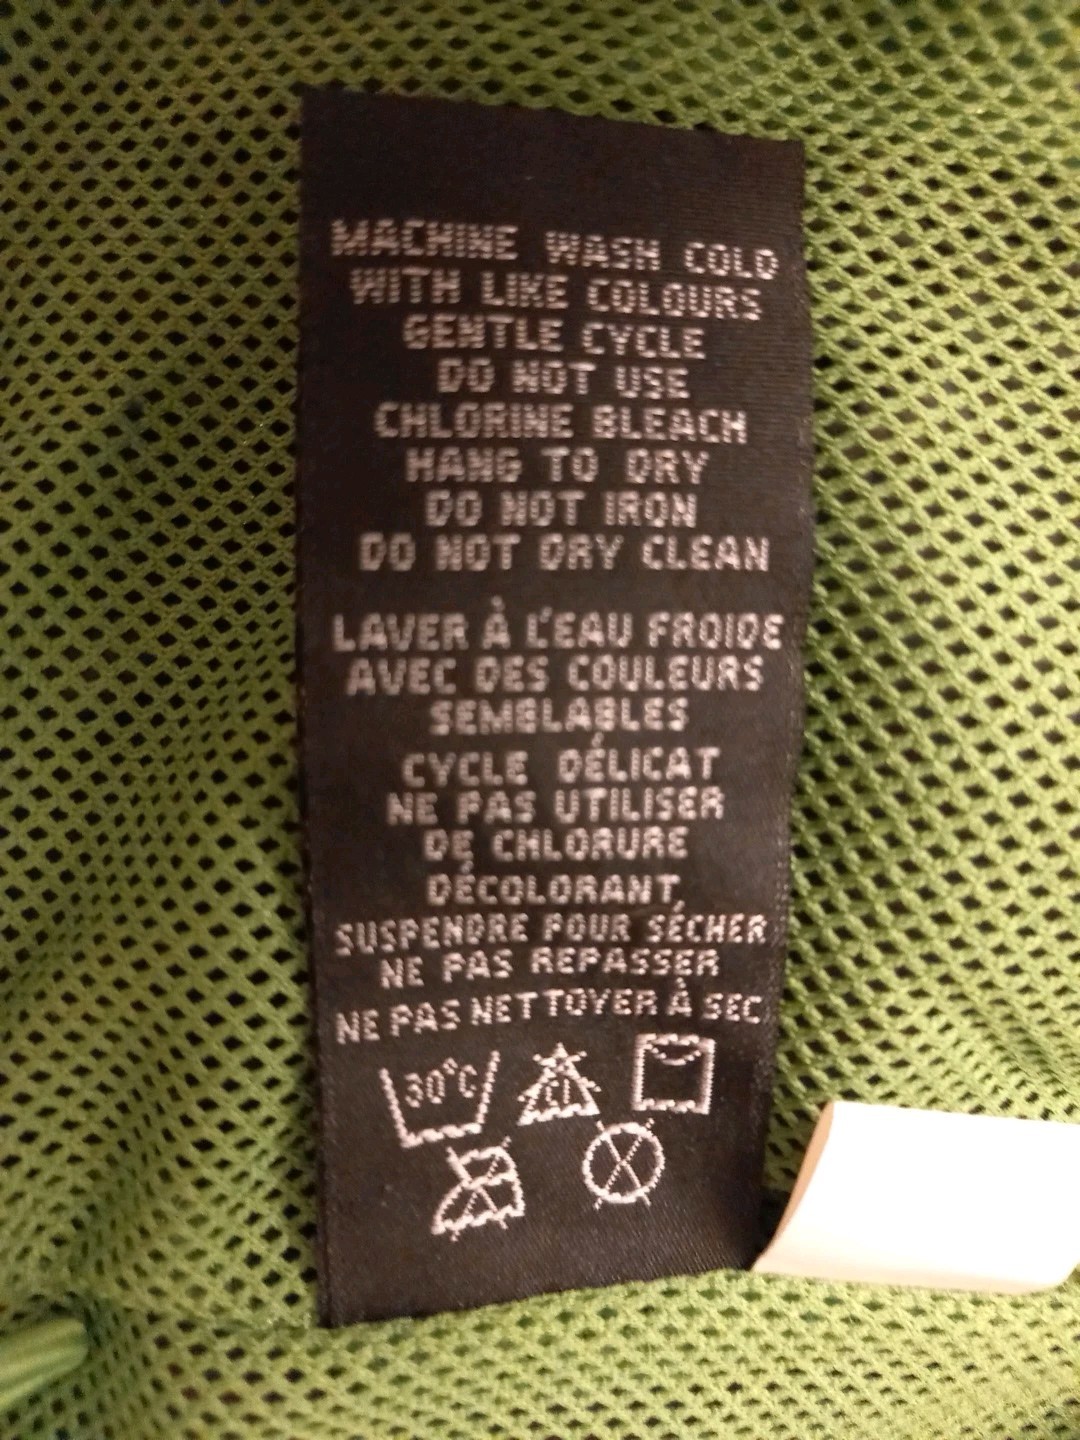 MACHINE WASH COLD
WITH LIKE COLOURS
GENTLE CYCLE
DO NOT USE
CHLORINE BLEACH
HANG TO DRY
DO NOT IRON
DO NOT DRY CLEAN
LAVER À L'EAU FROIDE
AVEC DES COULEURS
SEMBLABLES
CYCLE DÉLICAT
NE PAS UTILISER
DE CHLORURE
DÉCOLORANT,
SUSPENDRE POUR SÉCHER
NE PAS REPASSER
NE PAS NETTOYER À SEC
30°C Cl